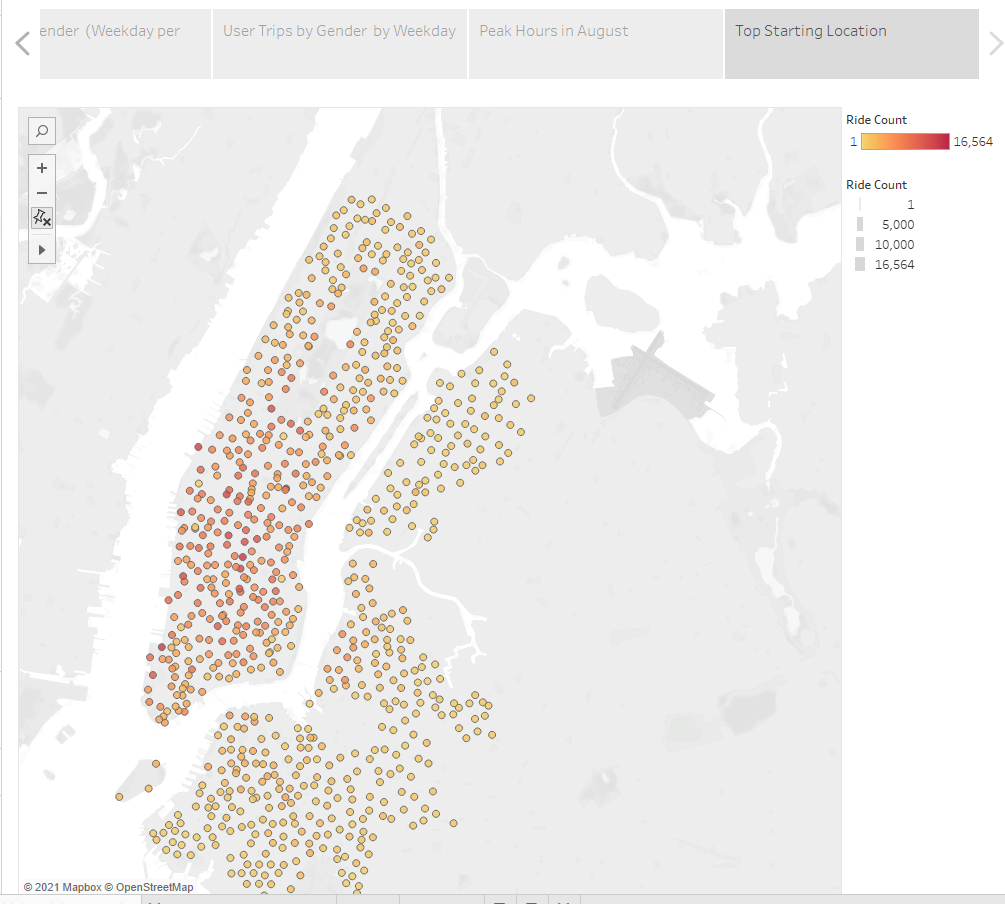 ender (Weekday per
User Trips by Gender by Weekday
Peak Hours in August
Top Starting Location
Ride Count
1
16,564
Ride Count
1
5,000
10,000
16,564
© 2021 Mapbox © OpenStreetMap